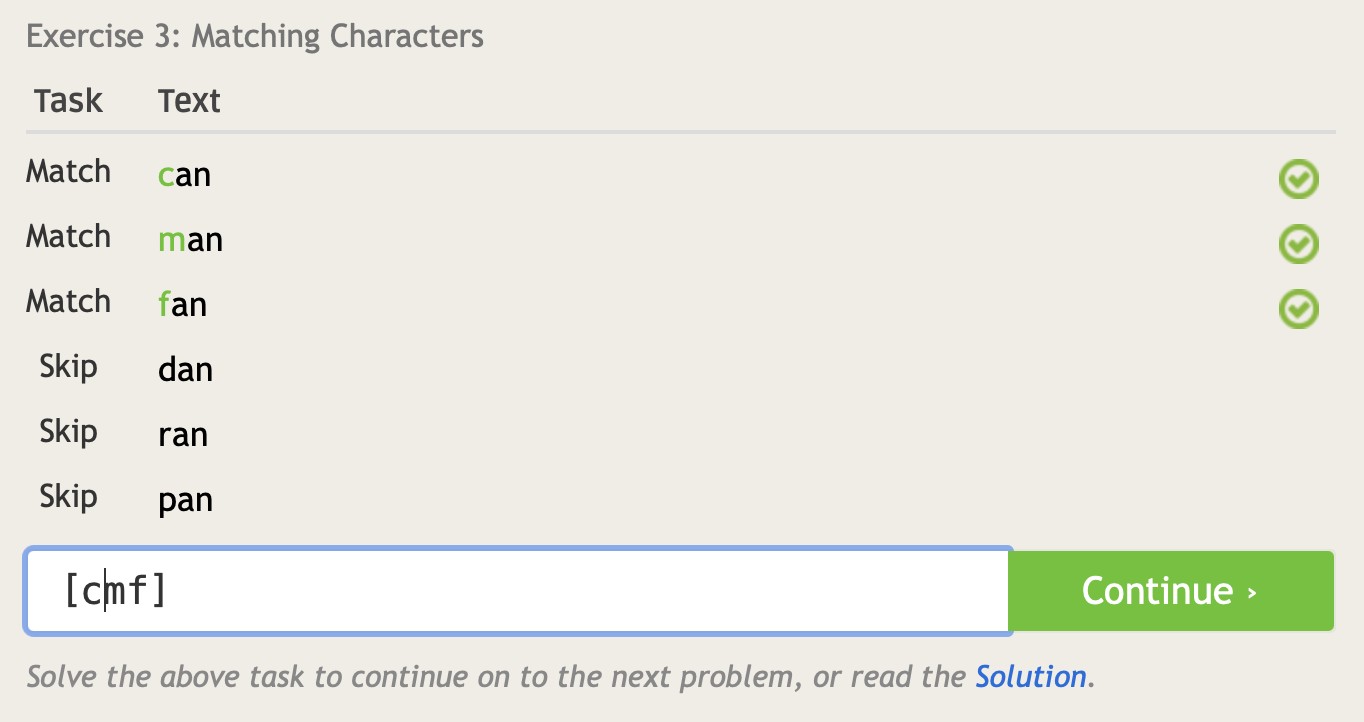 Exercise 3: Matching Characters
Task Text
Match can
Match man
Match fan
Skip dan
Skip ran
Skip pan
[cmf]
Continue ›
Solve the above task to continue on to the next problem, or read the Solution.